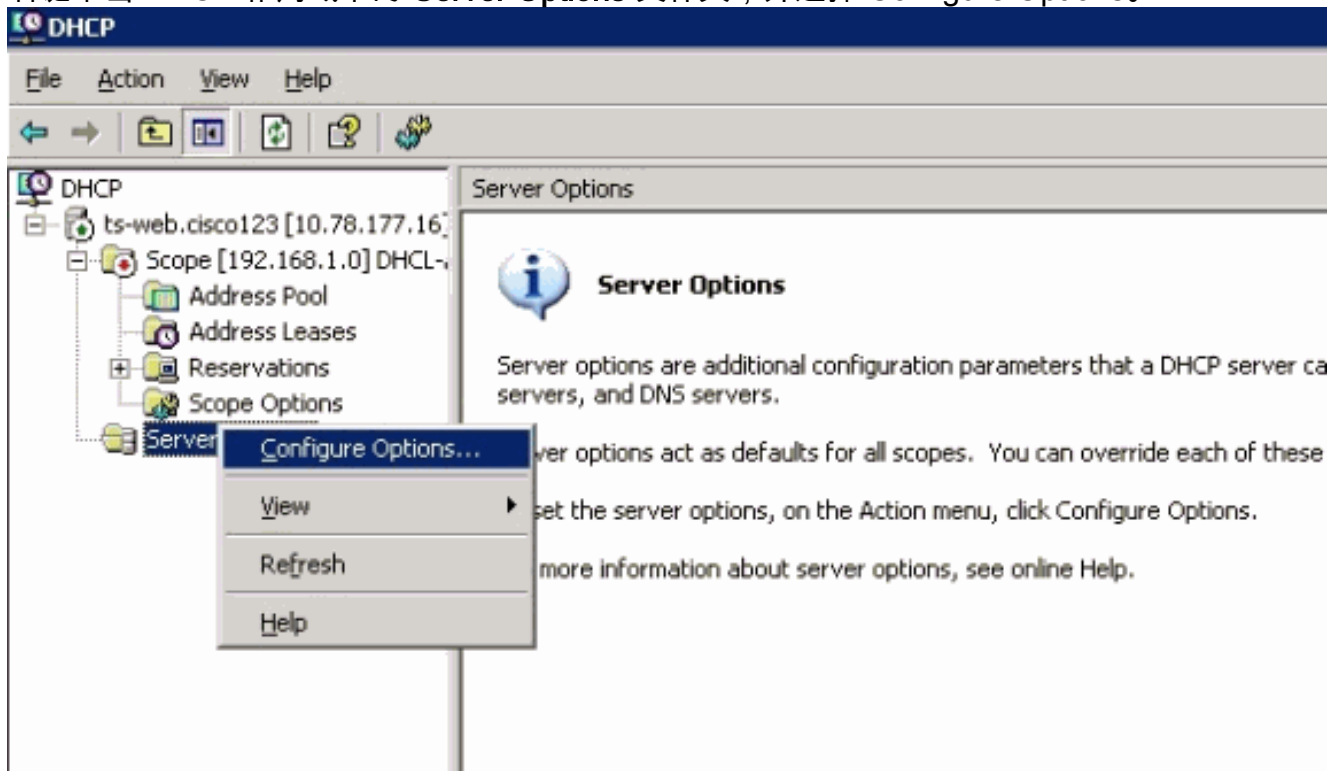 Server Options
Configure Options
DHCP
File Action View Help
DHCP
ts-web.cisco123 [10.78.177.16]
Scope [192.168.1.0] DHCL-
Address Pool
Address Leases
Reservations
Scope Options
Server
Configure Options...
View
Refresh
Help
Server Options
Server Options
Server options are additional configuration parameters that a DHCP server ca
servers, and DNS servers.
ver options act as defaults for all scopes. You can override each of these
set the server options, on the Action menu, click Configure Options.
more information about server options, see online Help.